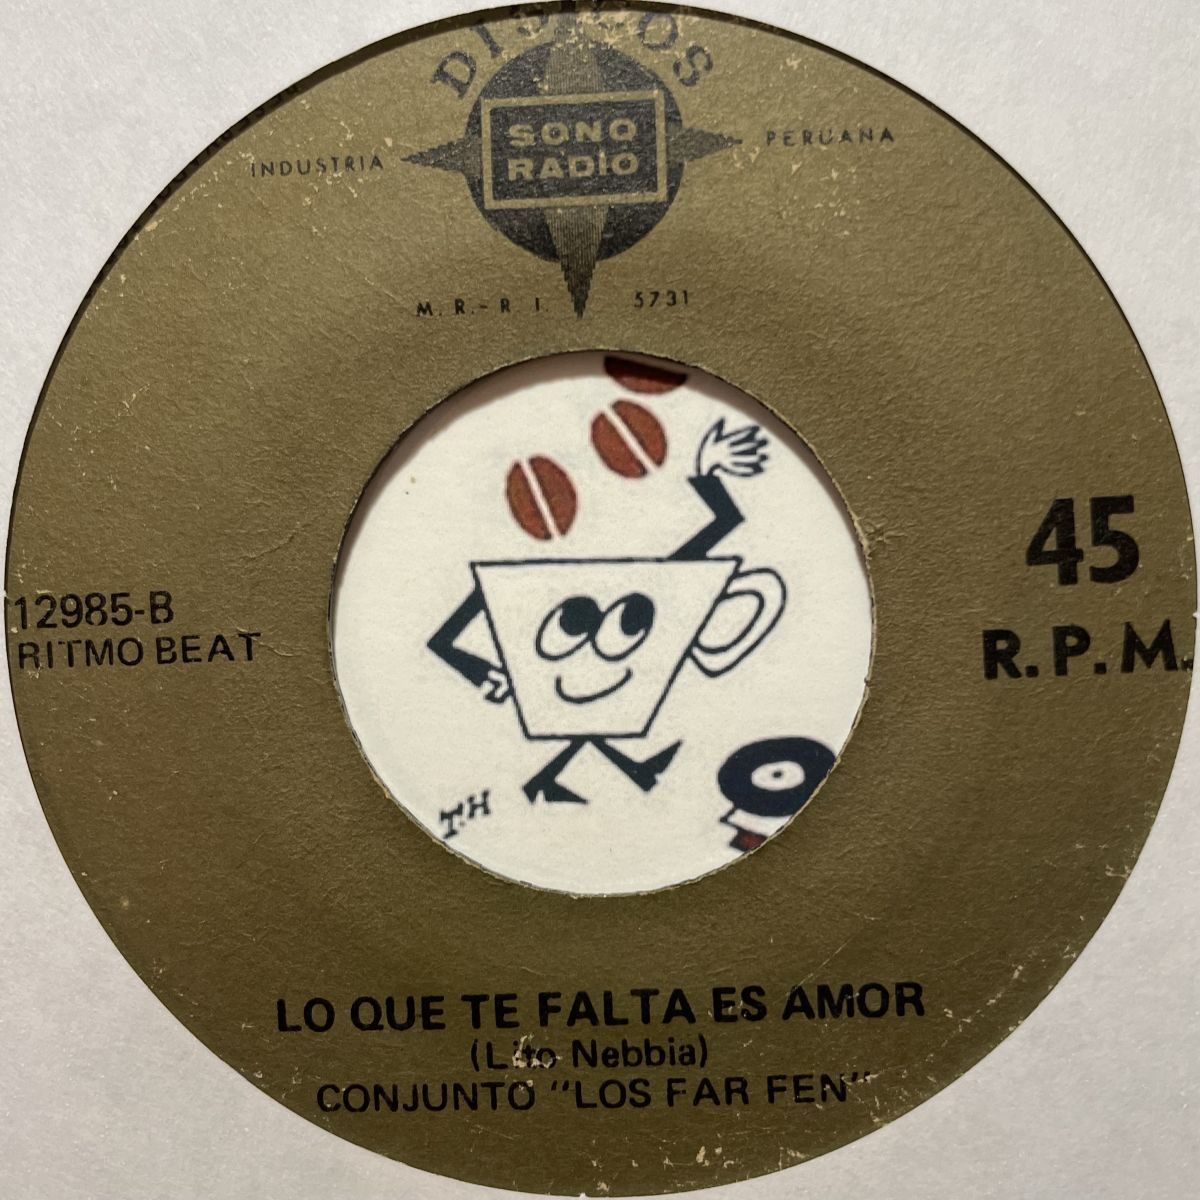 DISCOS
SONO
RADIO
INDUSTRIA
PERUANA
M. R.- R. I. 5731
12985-B
RITMO BEAT
45
R.P.M.
T.H
LO QUE TE FALTA ES AMOR
(Lito Nebbia)
CONJUNTO "LOS FAR FEN"